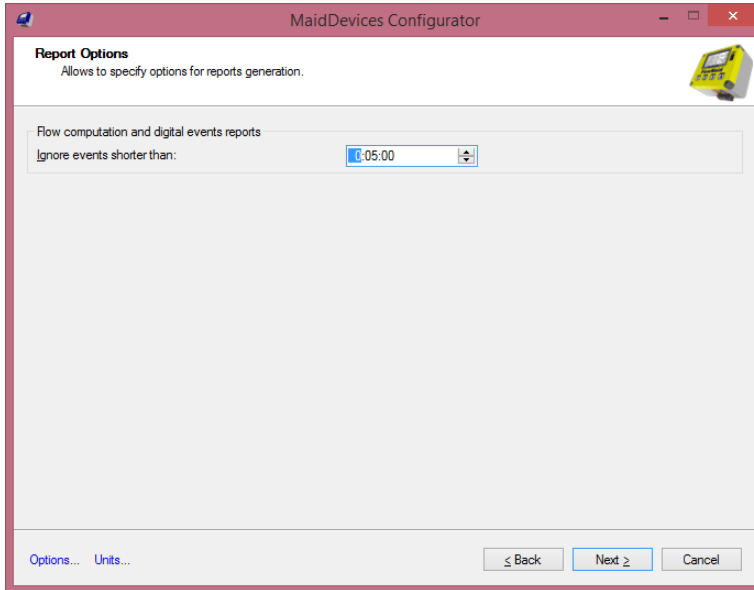 MaidDevices Configurator
Report Options
Allows to specify options for reports generation.
Flow computation and digital events reports
Ignore events shorter than: 0:05:00
Options... Units... < Back Next > Cancel